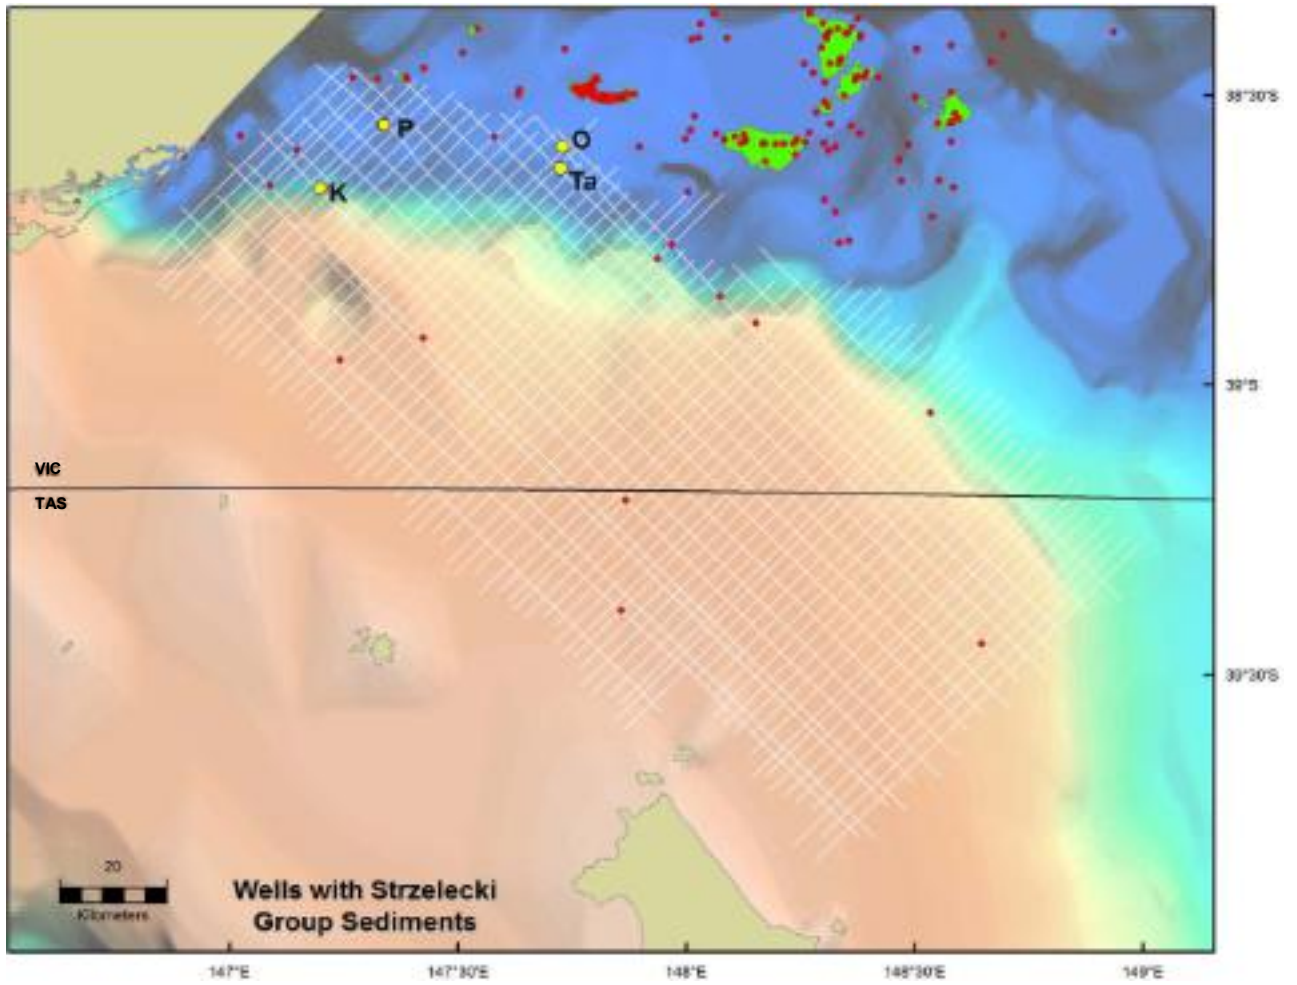 P
O
Ta
K
38°30'S
39°S
VIC
TAS
39°30'S
20
Kilometers
Wells with Strzelecki
Group Sediments
147°E
147°30'E
148°E
148°30'E
149°E